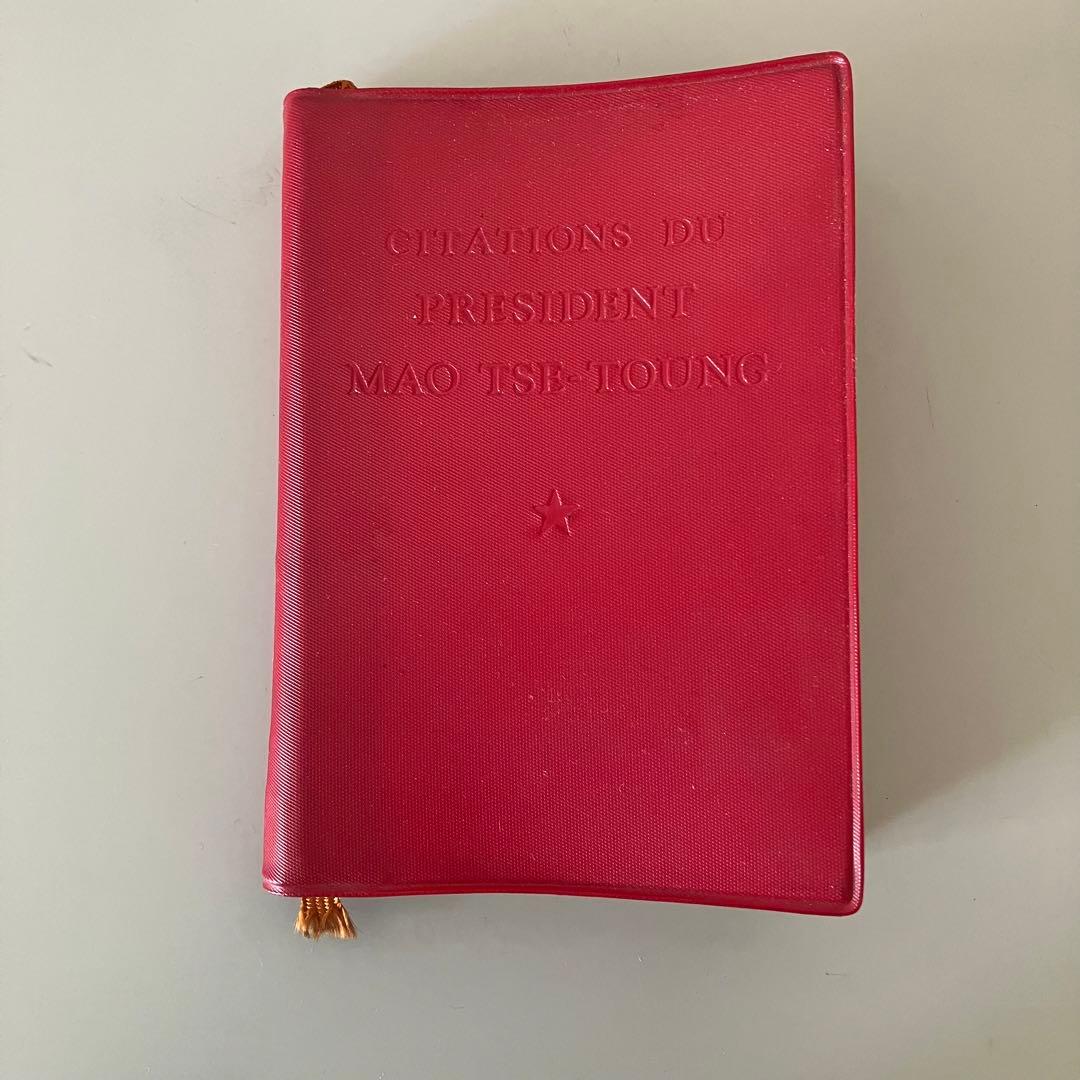 CITATIONS DU
PRESIDENT
MAO TSE-TOUNG